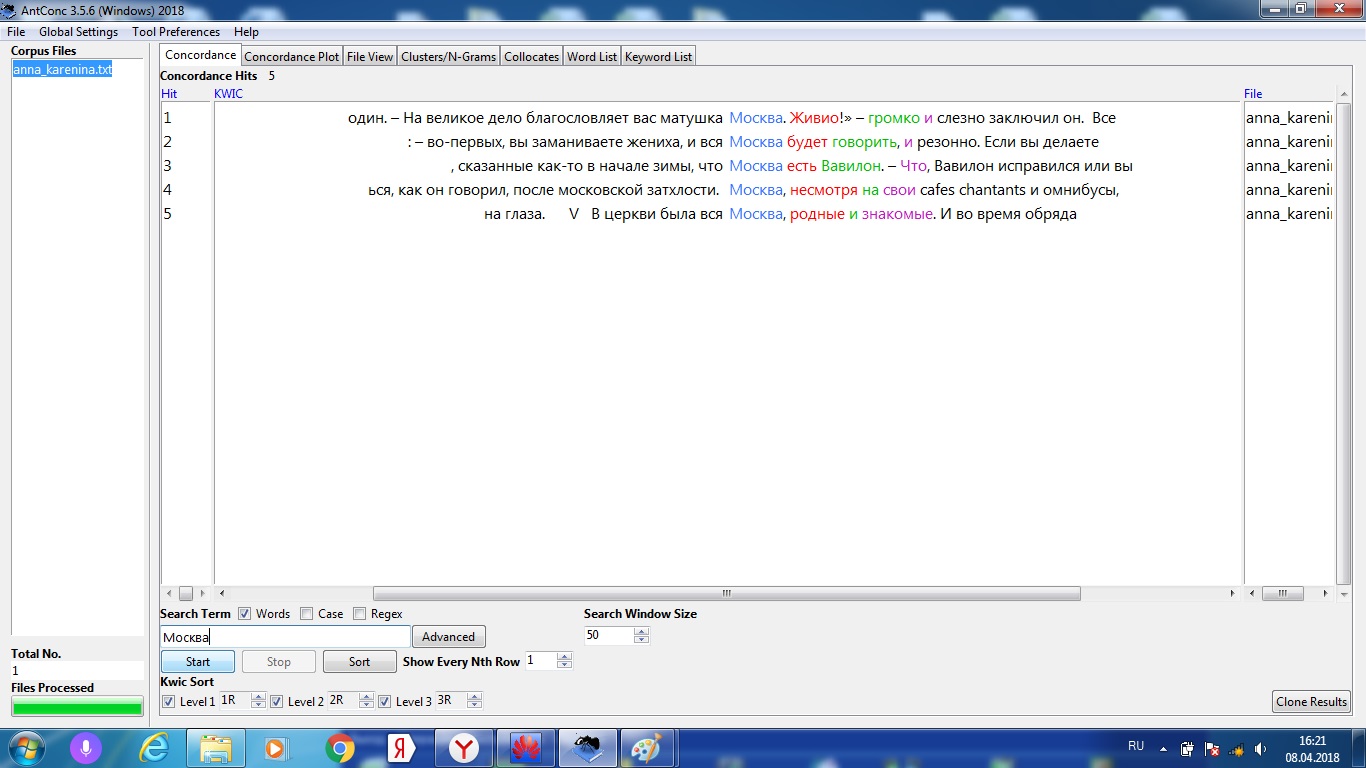 AntConc 3.5.6 (Windows) 2018
File Global Settings Tool Preferences Help
Corpus Files
anna_karenina.txt
Concordance Concordance Plot File View Clusters/N-Grams Collocates Word List Keyword List
Concordance Hits 5
Hit KWIC File
1 один. – На великое дело благословляет вас матушка Москва. Живио!» – громко и слезно заключил он. Все anna_kareni
2 : – во-первых, вы заманиваете жениха, и вся Москва будет говорить, и резонно. Если вы делаете anna_kareni
3 , сказанные как-то в начале зимы, что Москва есть Вавилон. – Что, Вавилон исправился или вы anna_kareni
4 ься, как он говорил, после московской затхлости. Москва, несмотря на свои cafes chantants и омнибусы, anna_kareni
5 на глаза. V В церкви была вся Москва, родные и знакомые. И во время обряда anna_kareni
Search Term Words Case Regex Search Window Size
Москва Advanced 50
Start Stop Sort Show Every Nth Row 1
Kwic Sort
Level 1 1R Level 2 2R Level 3 3R Clone Results
Total No.
1
Files Processed
RU 16:21
08.04.2018